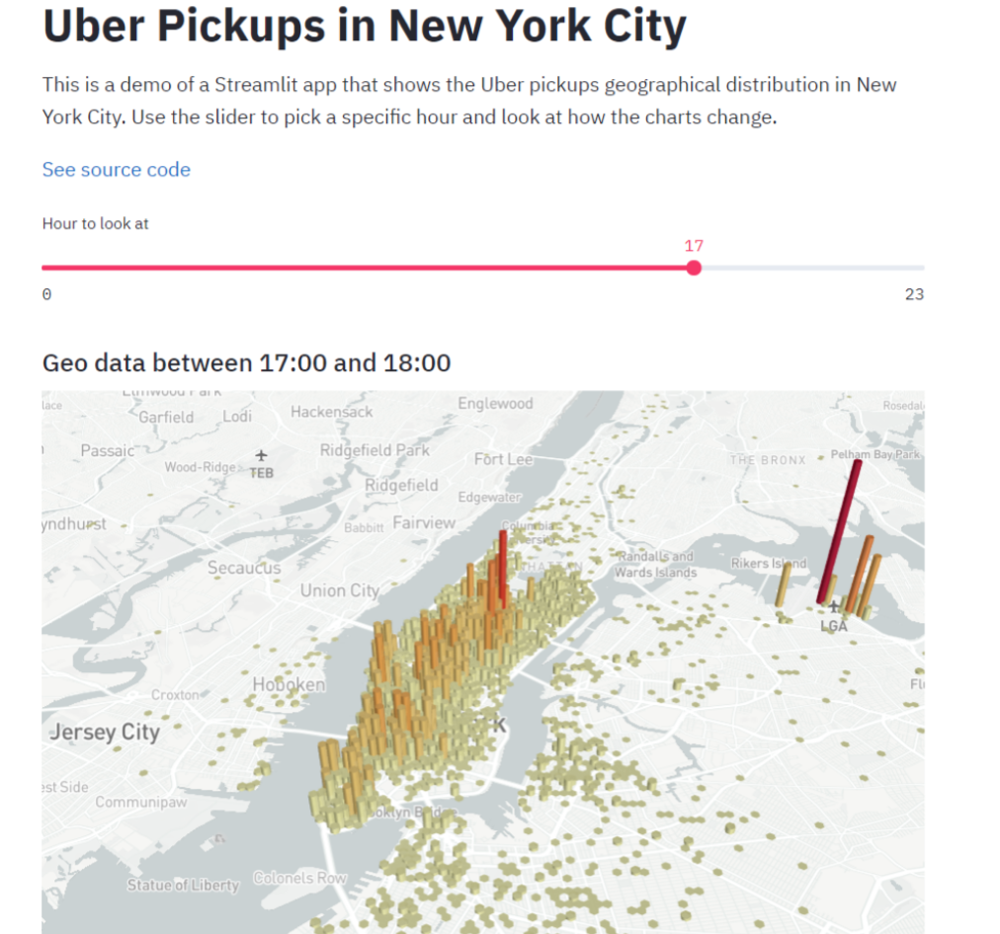 Uber Pickups in New York City
This is a demo of a Streamlit app that shows the Uber pickups geographical distribution in New
York City. Use the slider to pick a specific hour and look at how the charts change.
See source code
Hour to look at
17
0
23
Geo data between 17:00 and 18:00
lace
Garfield
Lodi
Hackensack
Englewood
Rosedal
Passaic
Wood-Ridge
TEB
Ridgefield Park
Fort Lee
THE BRONX
Pelham Bay Park
Ridgefield
Edgewater
yndhurst
Babbitt
Fairview
Columbia
Secaucus
Randalls and
Wards Islands
Rikers Island
Union City
LGA
Hoboken
Croxton
Jersey City
K
est Side
Communipaw
ooklyn Bridge
Statue of Liberty
Colonels Row